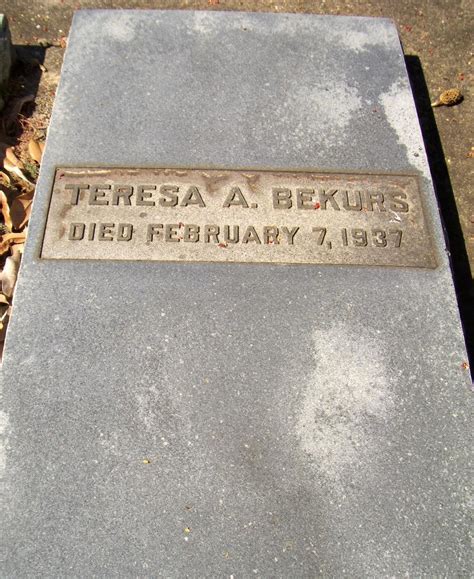 TERESA A. BEKURS
DIED FEBRUARY 7, 1937